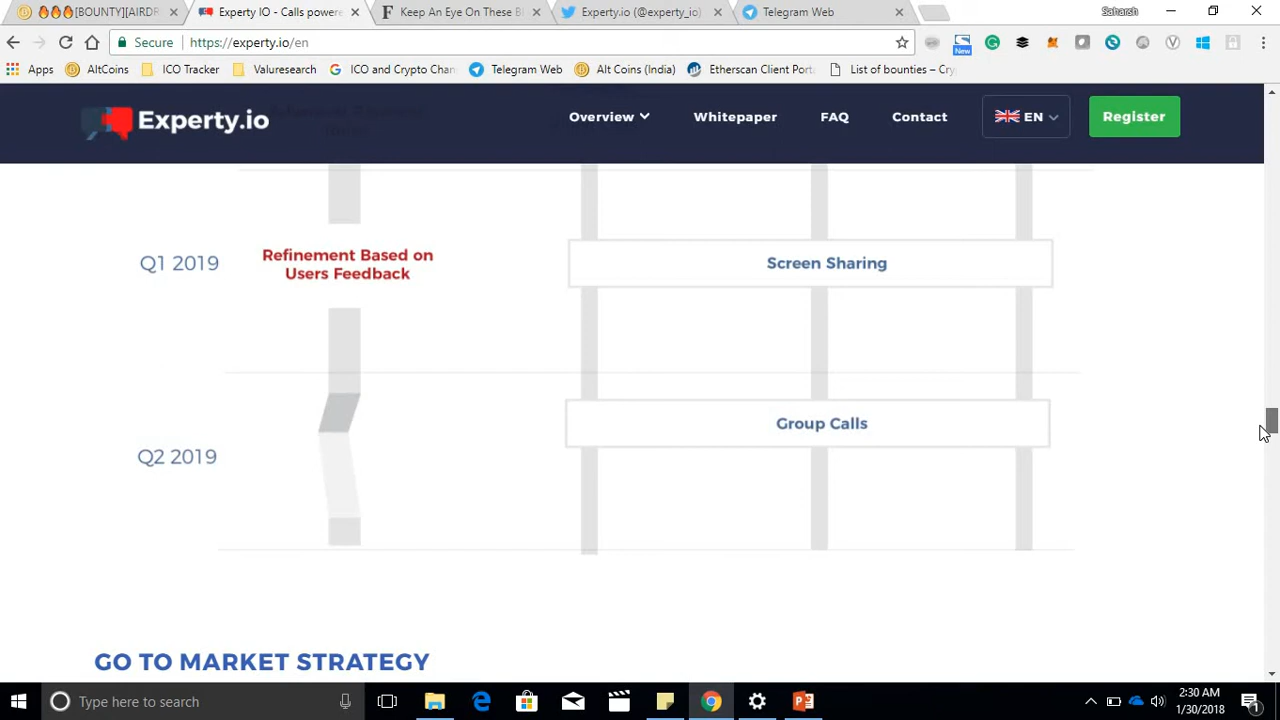 🔥🔥🔥[BOUNTY][AIRDR
Experty IO - Calls powere
Keep An Eye On These Bl
Experty.io (@experty_io)
Telegram Web
Saharsh
Secure
https://experty.io/en
New
Apps
AltCoins
ICO Tracker
Valuresearch
ICO and Crypto Chan
Telegram Web
Alt Coins (India)
Etherscan Client Port
List of bounties – Cry
Experty.io
Overview
Whitepaper
FAQ
Contact
EN
Register
Q1 2019
Refinement Based on
Users Feedback
Screen Sharing
Group Calls
Q2 2019
GO TO MARKET STRATEGY
Type here to search
2:30 AM
1/30/2018
1